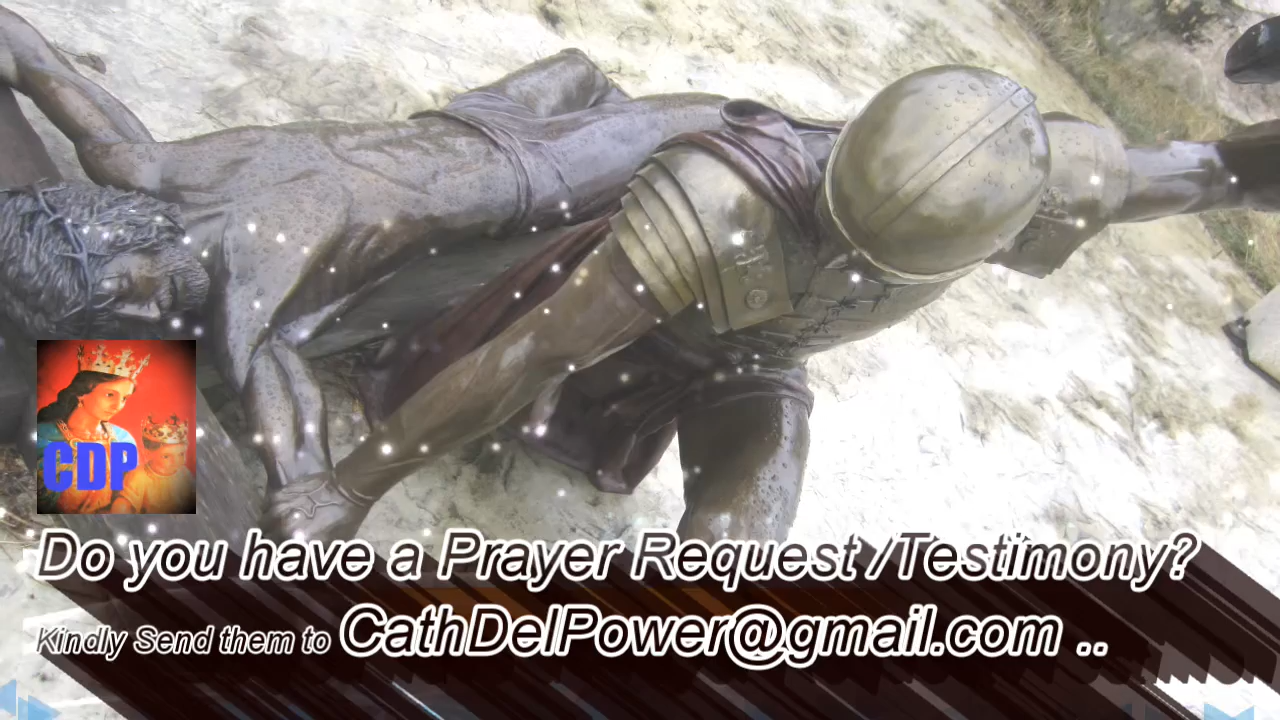 CDP
Do you have a Prayer Request /Testimony?
Kindly Send them to CathDelPower@gmail.com ..